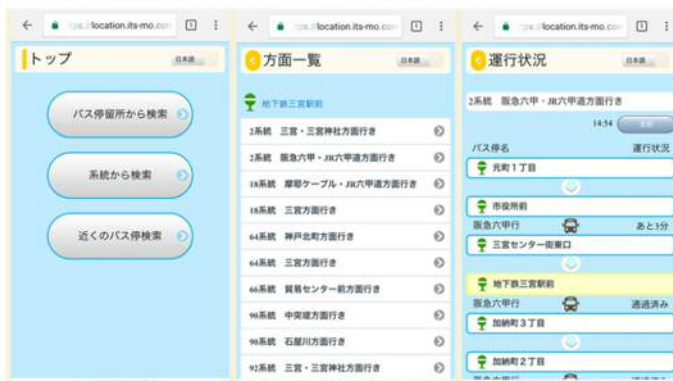 location.its-mo.com
1
トップ
日本語
バス停留所から検索
系統から検索
近くのバス停検索
location.its-mo.com
1
方面一覧
日本語
地下鉄三宮駅前
2系統 三宮・三宮神社方面行き
2系統 阪急六甲・JR六甲道方面行き
18系統 摩耶ケーブル・JR六甲道方面行き
18系統 三宮方面行き
64系統 神戸北町方面行き
64系統 三宮方面行き
66系統 貿易センター前方面行き
90系統 中突堤方面行き
90系統 石屋川方面行き
92系統 三宮・三宮神社方面行き
location.its-mo.com
1
運行状況
日本語
2系統 阪急六甲・JR六甲道方面行き
14:54
バス停名 運行状況
元町1丁目
市役所前
阪急六甲行 あと3分
三宮センター街東口
地下鉄三宮駅前
阪急六甲行 通過済み
加納町3丁目
加納町2丁目